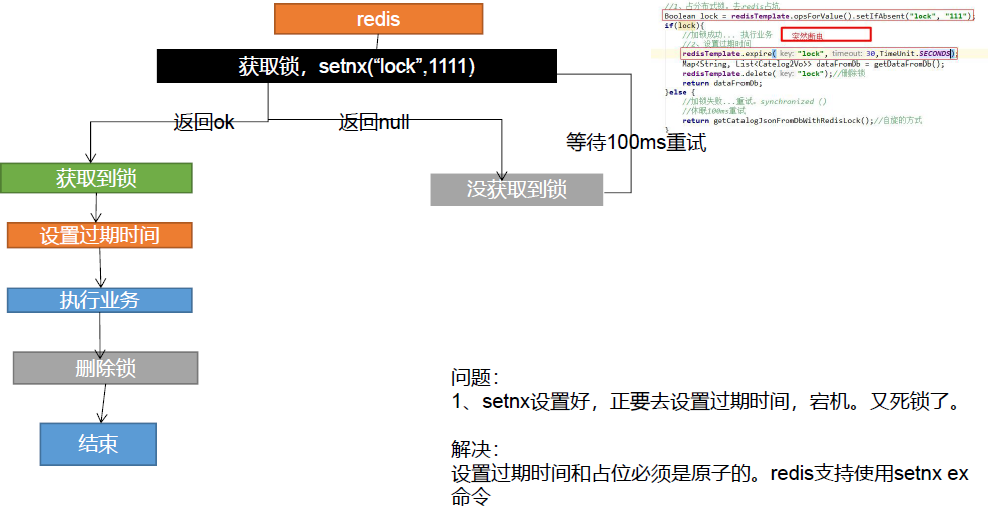 redis
获取锁，setnx(“lock”,1111)
返回ok
返回null
等待100ms重试
获取到锁
没获取到锁
设置过期时间
执行业务
删除锁
结束
//1、占分布式锁。去redis占坑
Boolean lock = redisTemplate.opsForValue().setIfAbsent("lock", "111");
if(lock){
//加锁成功... 执行业务
突然断电
//2、设置过期时间
redisTemplate.expire( key: "lock", timeout: 30,TimeUnit.SECONDS);
Map<String, List<Catelog2Vo>> dataFromDb = getDataFromDb();
redisTemplate.delete( key: "lock");//删除锁
return dataFromDb;
}else {
//加锁失败...重试。synchronized ()
//休眠100ms重试
return getCatalogJsonFromDbWithRedisLock();//自旋的方式
}
问题：
1、setnx设置好，正要去设置过期时间，宕机。又死锁了。
解决：
设置过期时间和占位必须是原子的。redis支持使用setnx ex
命令